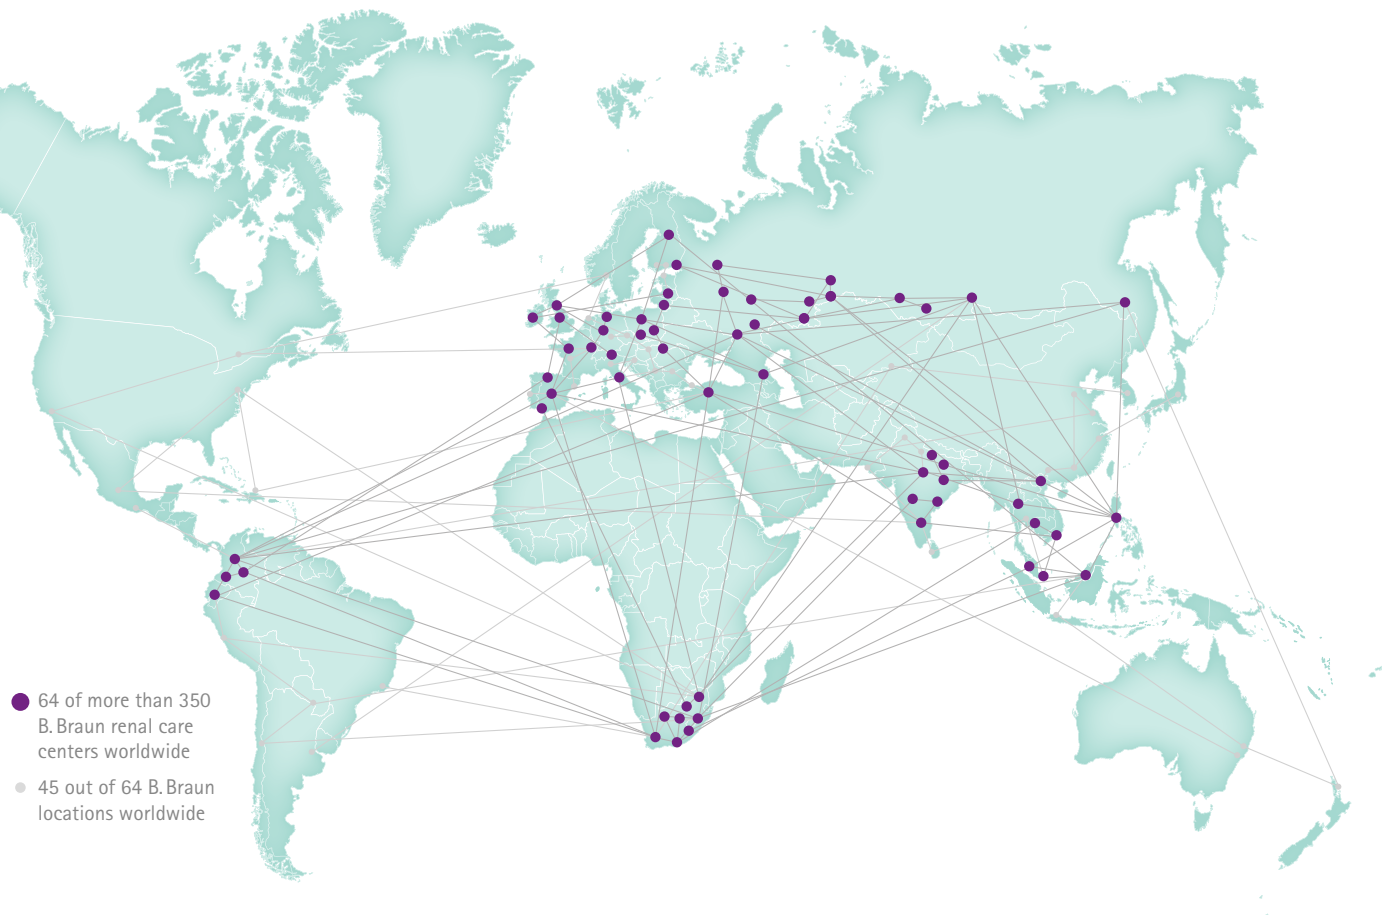 64 of more than 350
B. Braun renal care
centers worldwide
45 out of 64 B. Braun
locations worldwide